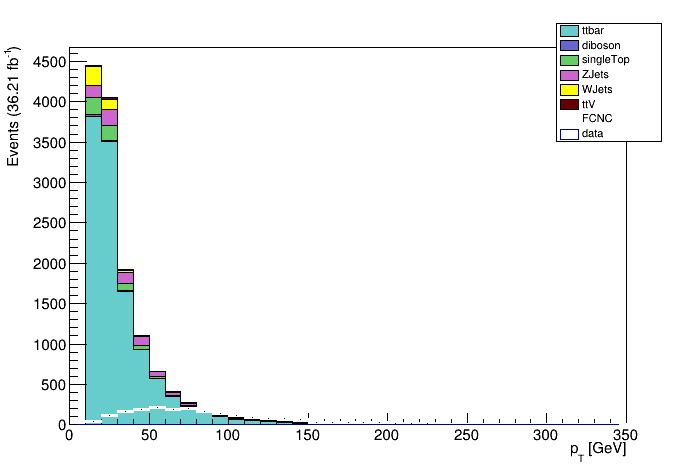 ttbar
diboson
singleTop
ZJets
WJets
ttV
FCNC
data
Events (36.21 fb⁻¹)
4500
4000
3500
3000
2500
2000
1500
1000
500
0
0 50 100 150 200 250 300 350
p_T [GeV]